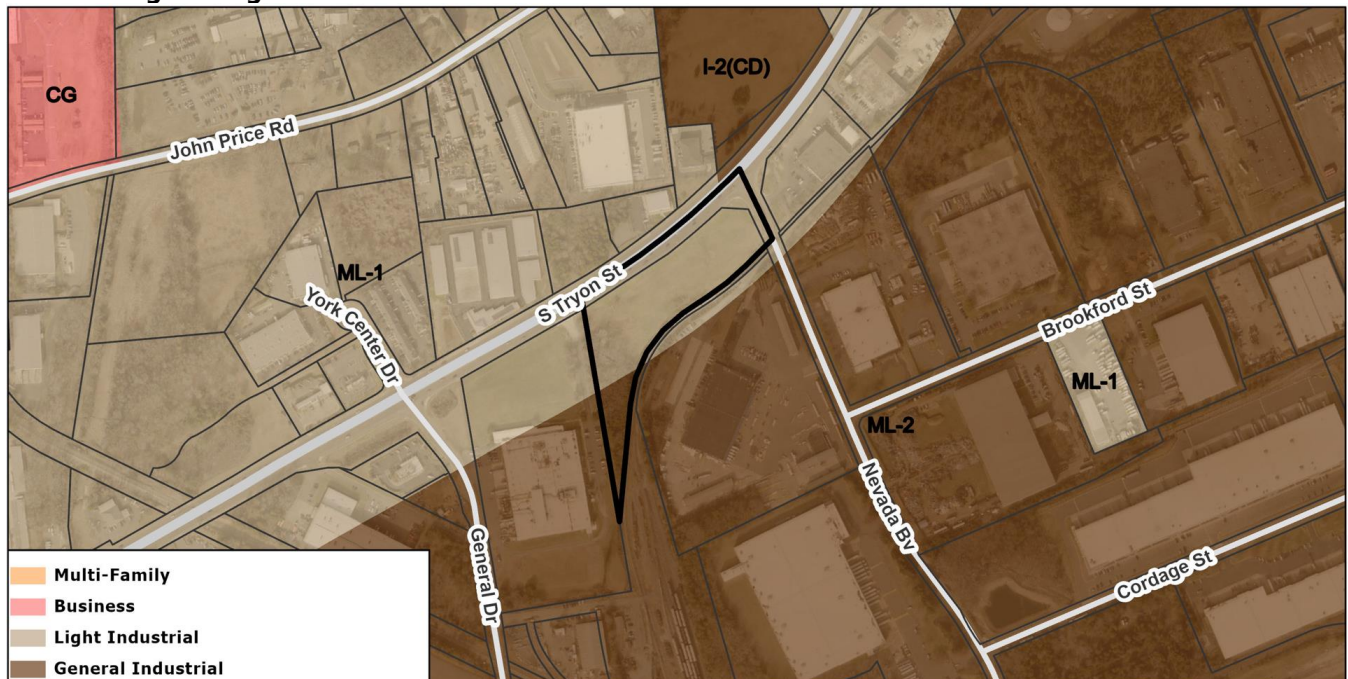 CG
I-2(CD)
John Price Rd
ML-1
York Center Dr
S Tryon St
Brookford St
ML-1
ML-2
Nevada Bv
General Dr
Cordage St
Multi-Family
Business
Light Industrial
General Industrial